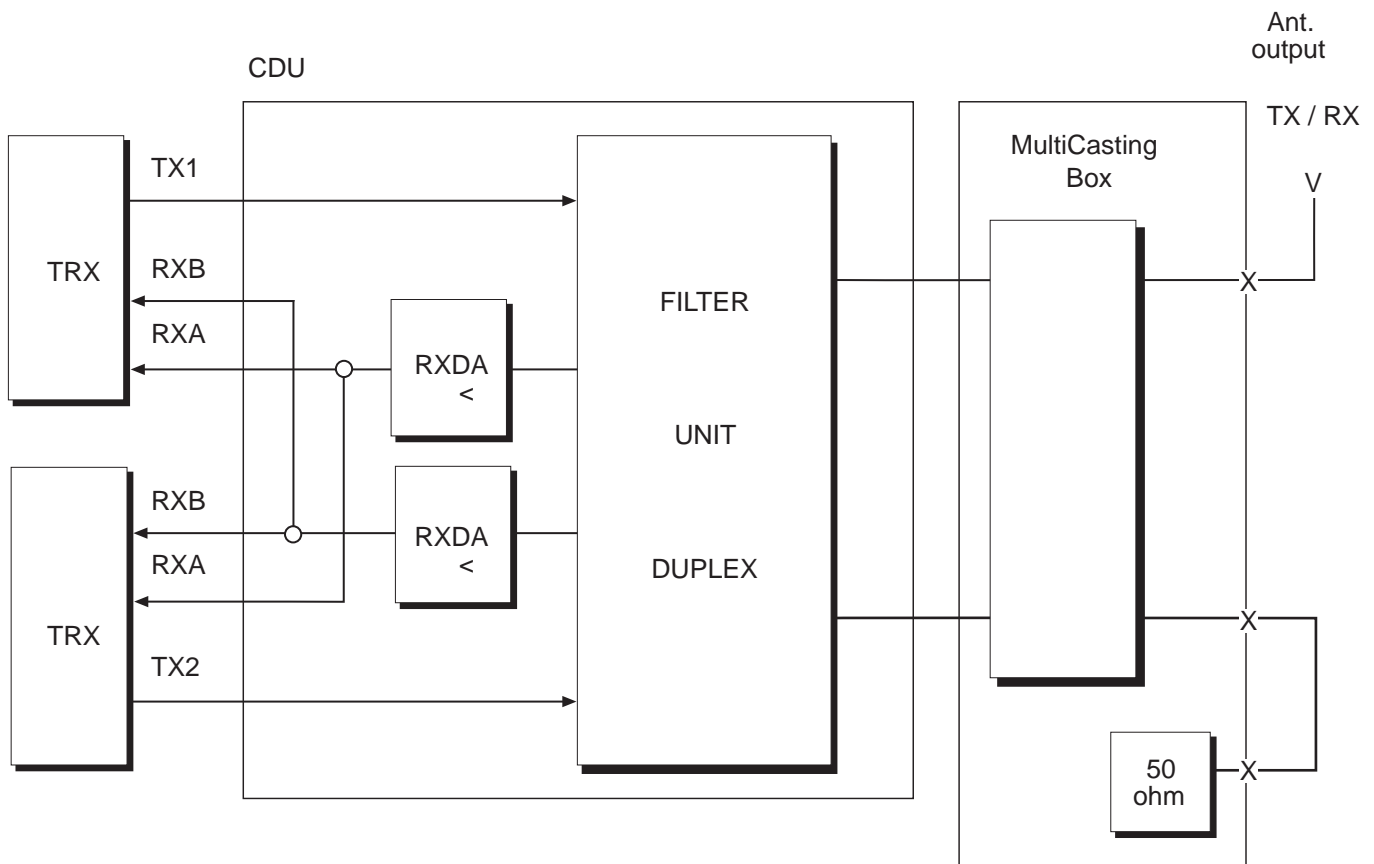 Ant.
output
CDU
TX / RX
MultiCasting
Box
TX1
V
RXB
TRX
FILTER
X
RXA
RXDA
<
UNIT
RXB
RXDA
<
RXA
DUPLEX
TRX
X
TX2
50
ohm
X